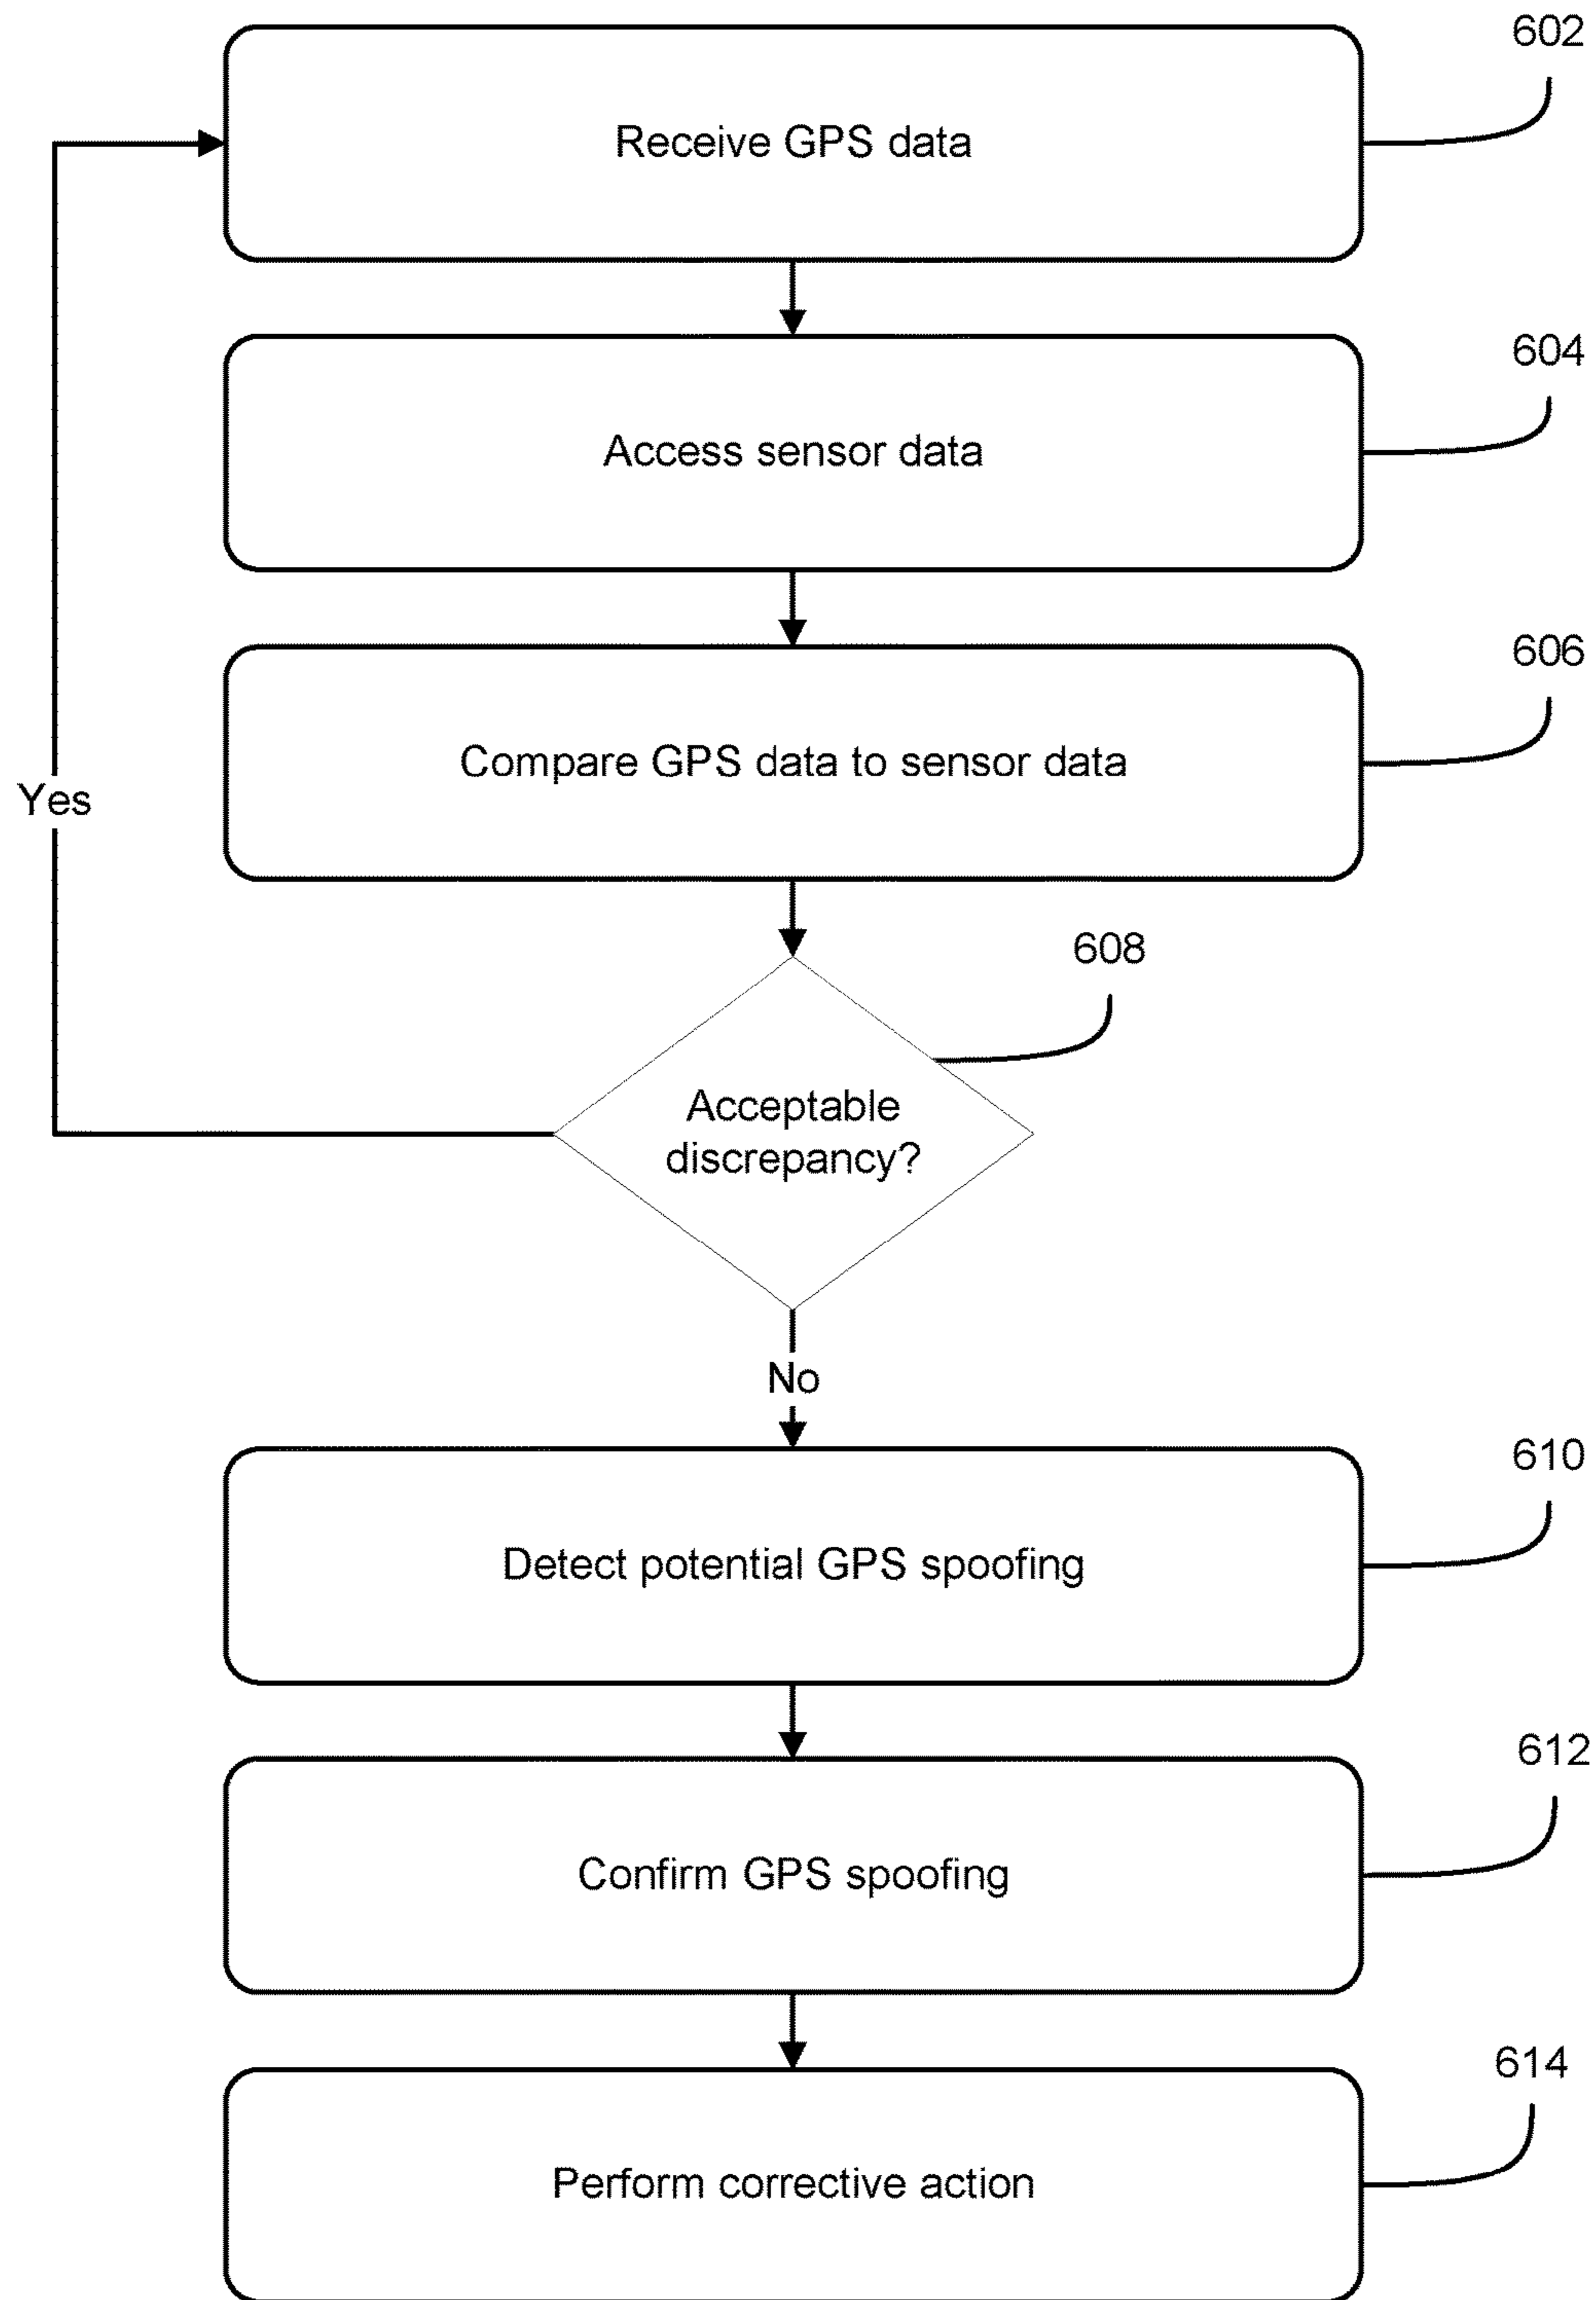 602
Receive GPS data
604
Access sensor data
606
Compare GPS data to sensor data
Yes
608
Acceptable
discrepancy?
No
610
Detect potential GPS spoofing
612
Confirm GPS spoofing
614
Perform corrective action